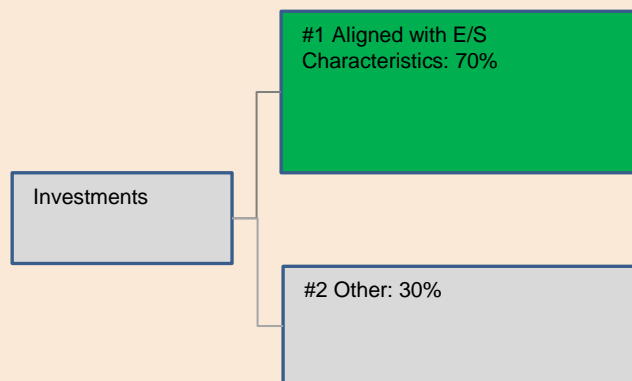 #1 Aligned with E/S
Characteristics: 70%
Investments
#2 Other: 30%